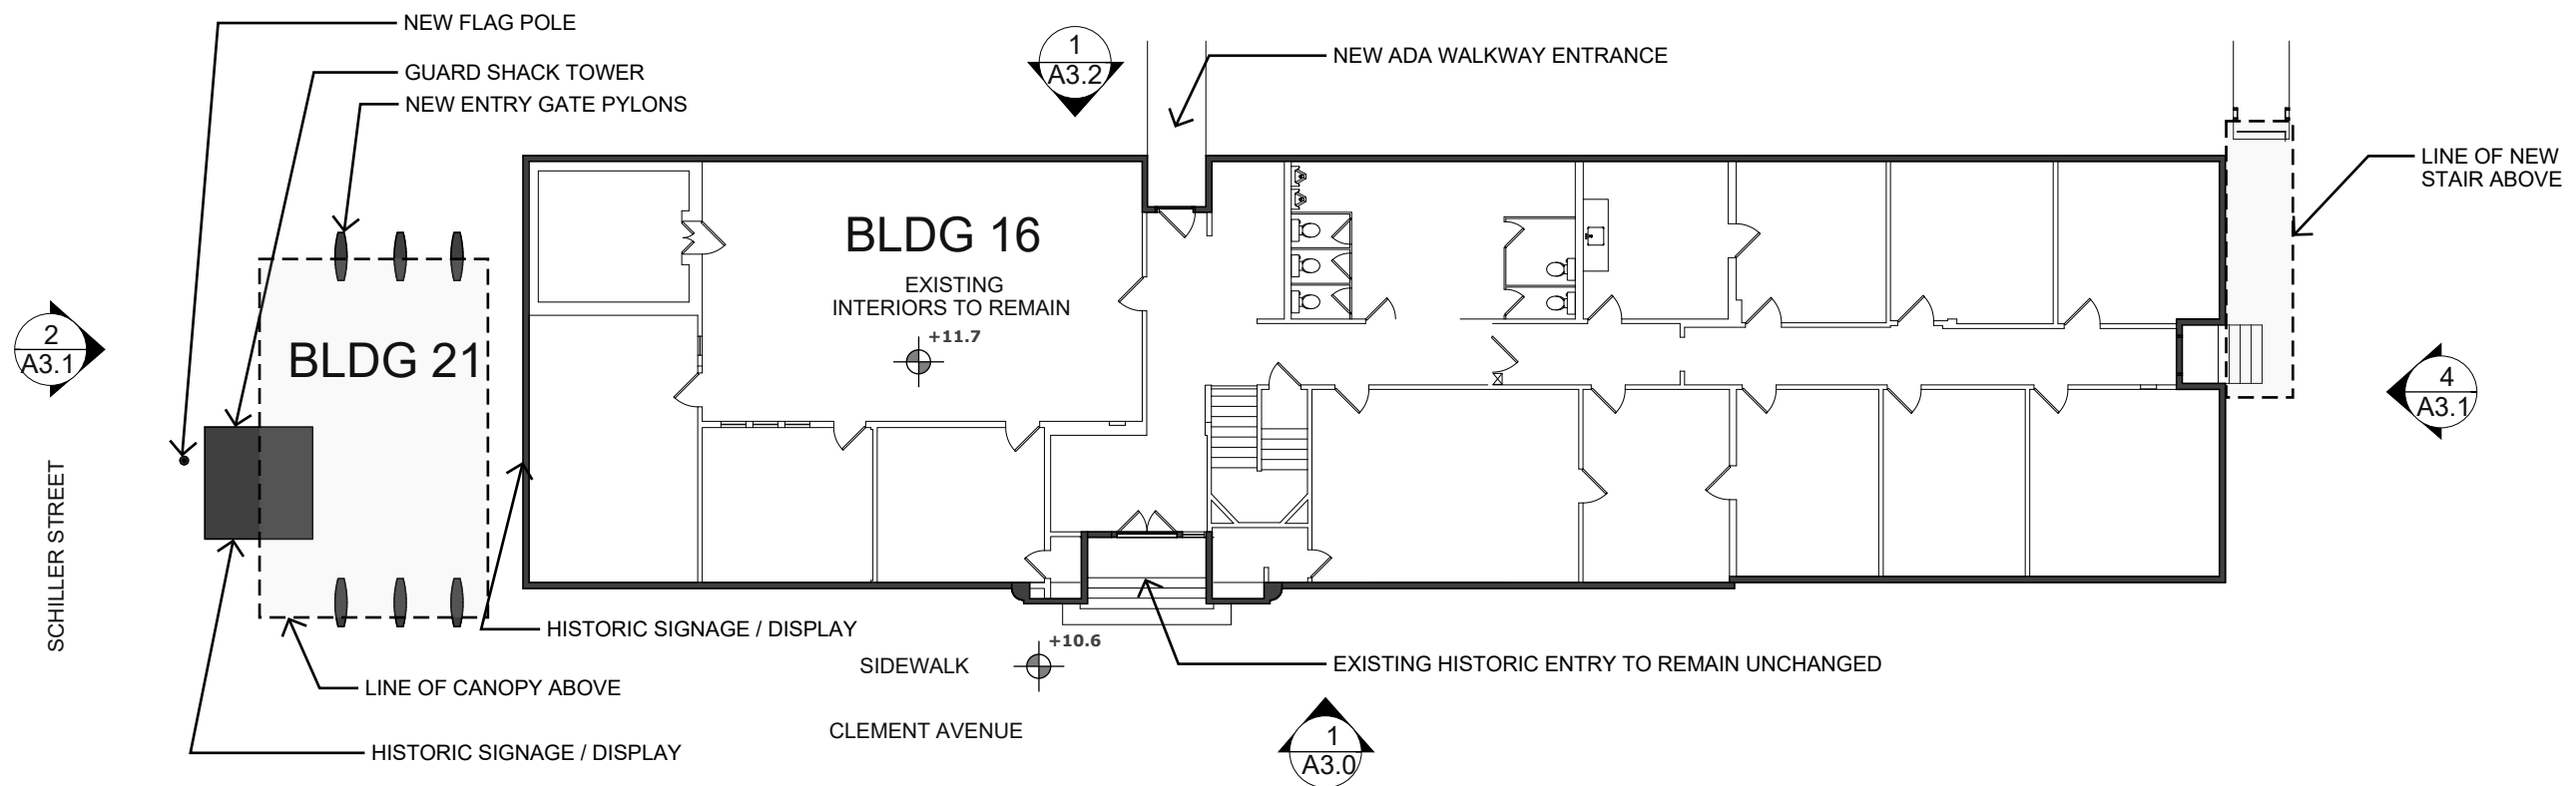 NEW FLAG POLE
GUARD SHACK TOWER
NEW ENTRY GATE PYLONS
1
A3.2
NEW ADA WALKWAY ENTRANCE
LINE OF NEW
STAIR ABOVE
BLDG 16
EXISTING
INTERIORS TO REMAIN
+11.7
2
A3.1
BLDG 21
4
A3.1
SCHILLER STREET
HISTORIC SIGNAGE / DISPLAY
+10.6
SIDEWALK
EXISTING HISTORIC ENTRY TO REMAIN UNCHANGED
LINE OF CANOPY ABOVE
CLEMENT AVENUE
1
A3.0
HISTORIC SIGNAGE / DISPLAY